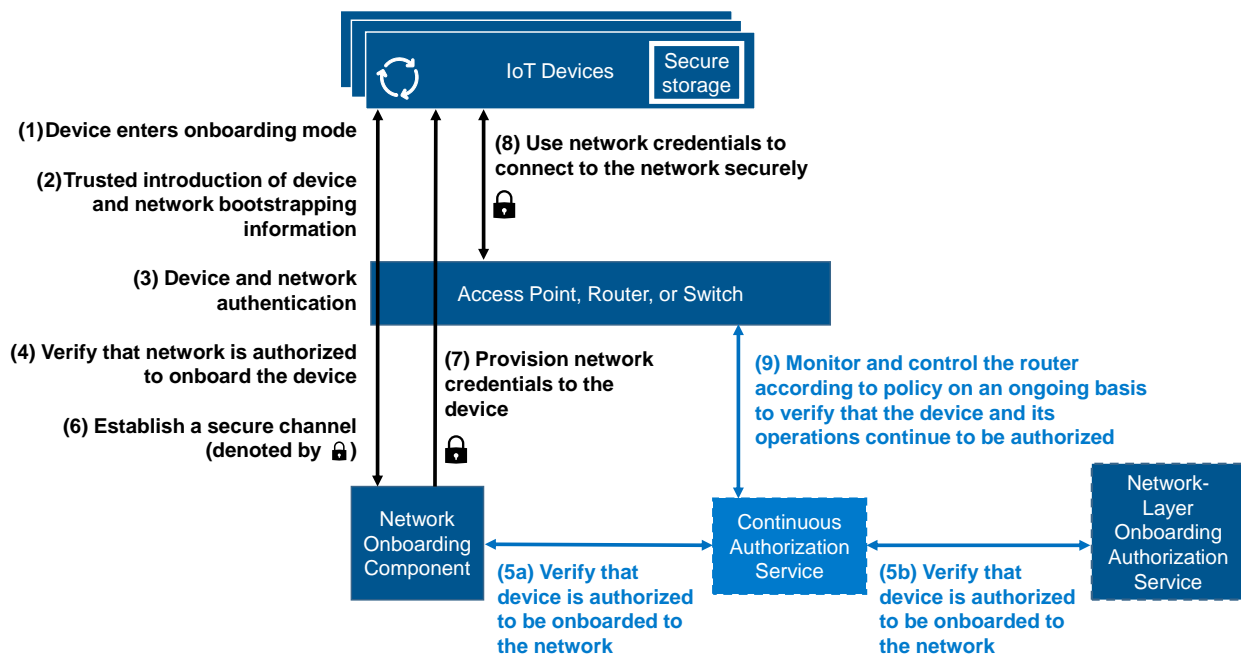 IoT Devices
Secure
storage
(1)Device enters onboarding mode
(2)Trusted introduction of device
and network bootstrapping
information
(3) Device and network
authentication
(4) Verify that network is authorized
to onboard the device
(6) Establish a secure channel
(denoted by )
(8) Use network credentials to
connect to the network securely
Access Point, Router, or Switch
(7) Provision network
credentials to the
device
(9) Monitor and control the router
according to policy on an ongoing basis
to verify that the device and its
operations continue to be authorized
Network
Onboarding
Component
(5a) Verify that
device is authorized
to be onboarded to
the network
Continuous
Authorization
Service
(5b) Verify that
device is authorized
to be onboarded to
the network
Network-
Layer
Onboarding
Authorization
Service